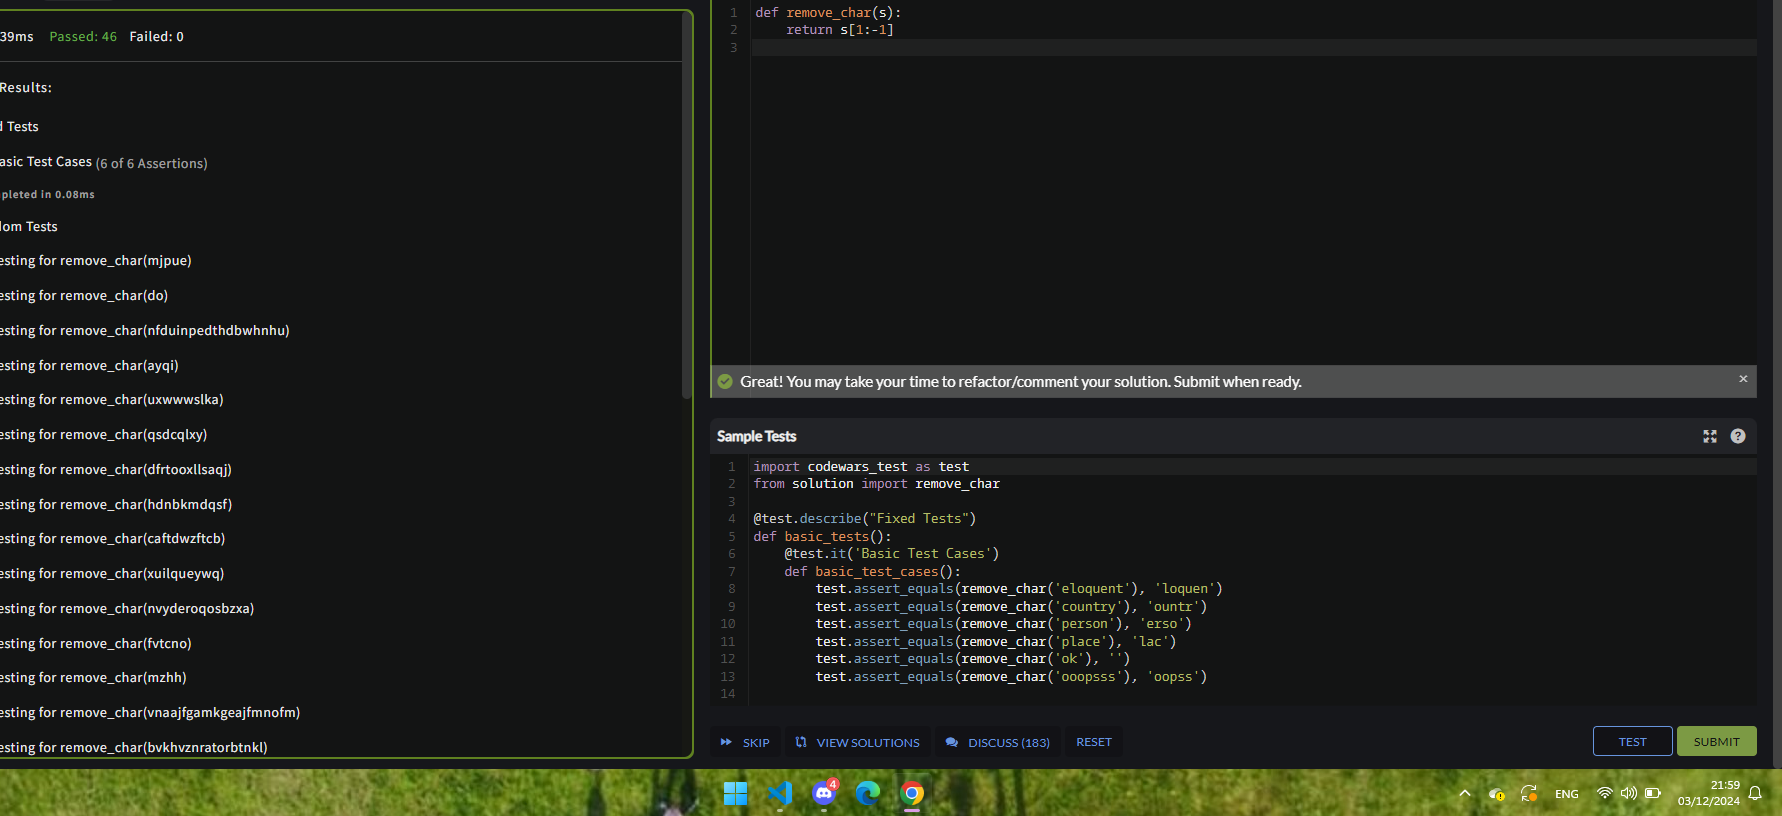 39ms Passed: 46 Failed: 0
Results:
d Tests
asic Test Cases (6 of 6 Assertions)
pleted in 0.08ms
lom Tests
esting for remove_char(mjpue)
esting for remove_char(do)
esting for remove_char(nfduinpedthdbwhnhu)
esting for remove_char(ayqi)
esting for remove_char(uxwwwslka)
esting for remove_char(qsdcqlxy)
esting for remove_char(dfrtooxllsaqj)
esting for remove_char(hdnbkmdqsf)
esting for remove_char(caftdwzftcb)
esting for remove_char(xuilqueywq)
esting for remove_char(nvyderoqosbzxa)
esting for remove_char(fvtcno)
esting for remove_char(mzhh)
esting for remove_char(vnaajfgamkgeajfmnofm)
esting for remove_char(bvkhvznratorbtnkl)
1 def remove_char(s):
2     return s[1:-1]
3
Great! You may take your time to refactor/comment your solution. Submit when ready. ×
Sample Tests ?
1 import codewars_test as test
2 from solution import remove_char
3
4 @test.describe("Fixed Tests")
5 def basic_tests():
6     @test.it('Basic Test Cases')
7     def basic_test_cases():
8         test.assert_equals(remove_char('eloquent'), 'loquen')
9         test.assert_equals(remove_char('country'), 'ountr')
10         test.assert_equals(remove_char('person'), 'erso')
11         test.assert_equals(remove_char('place'), 'lac')
12         test.assert_equals(remove_char('ok'), '')
13         test.assert_equals(remove_char('ooopsss'), 'oopss')
14
SKIP VIEW SOLUTIONS DISCUSS (183) RESET TEST SUBMIT
4 ENG 21:59
03/12/2024